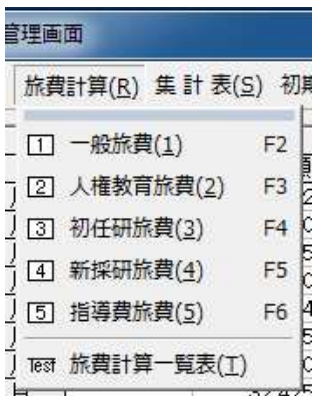 管理画面
旅費計算(R) 集 計 表(S) 初期
1 一般旅費(1) F2
2 人権教育旅費(2) F3
3 初任研旅費(3) F4
4 新採研旅費(4) F5
5 指導費旅費(5) F6
Test 旅費計算一覧表(T)